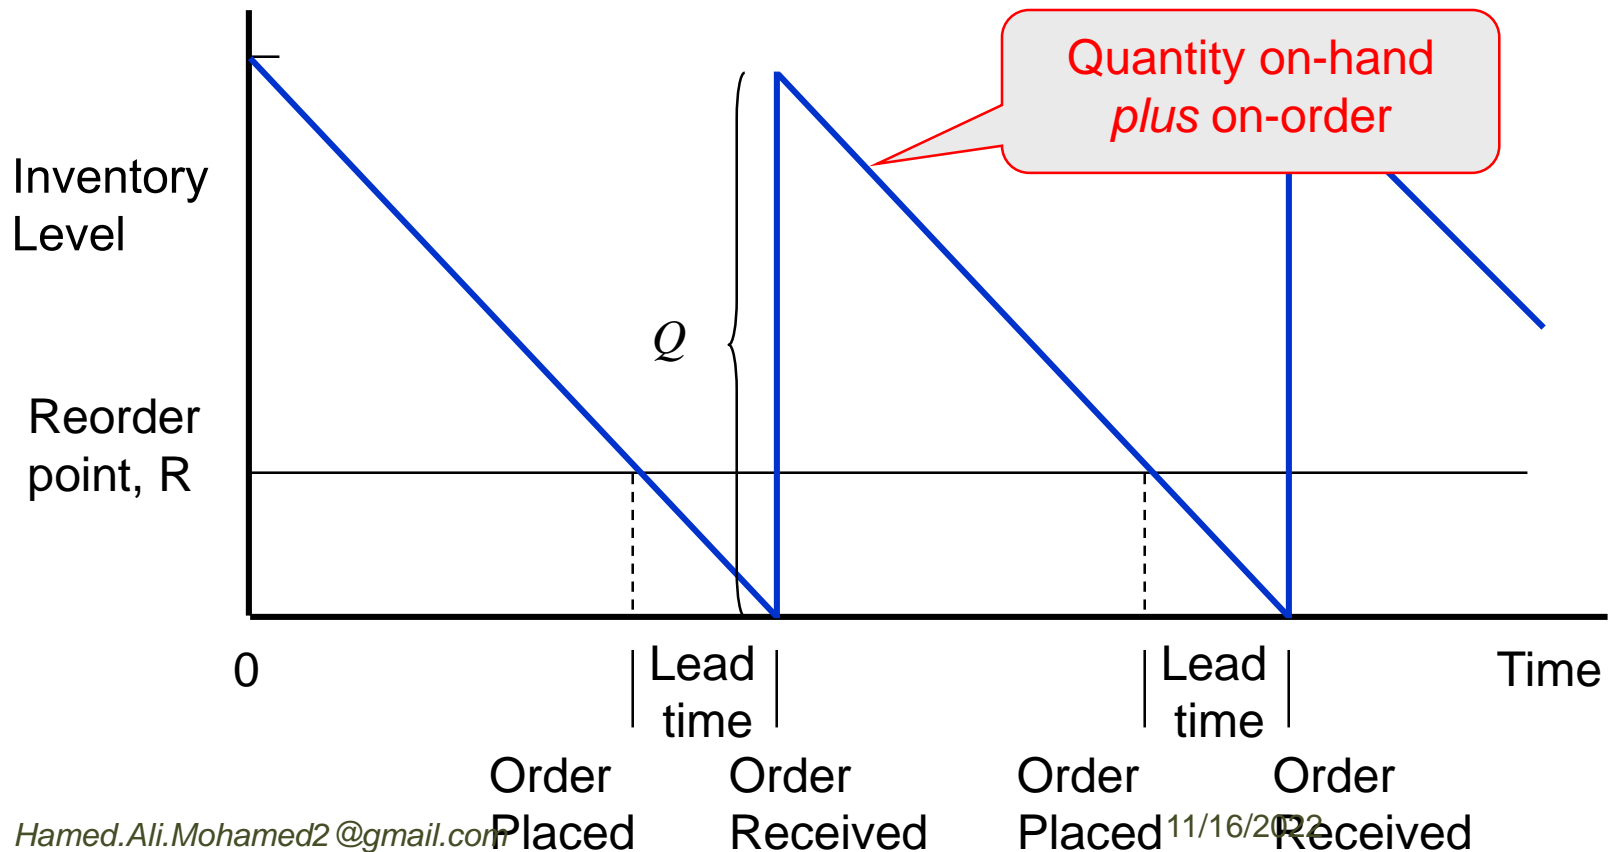 Quantity on-hand
plus on-order
Inventory
Level
Q
Reorder
point, R
0
Lead
time
Lead
time
Time
Order
Placed
Order
Received
Order
Placed
Order
Received
Hamed.Ali.Mohamed2@gmail.com
11/16/2022